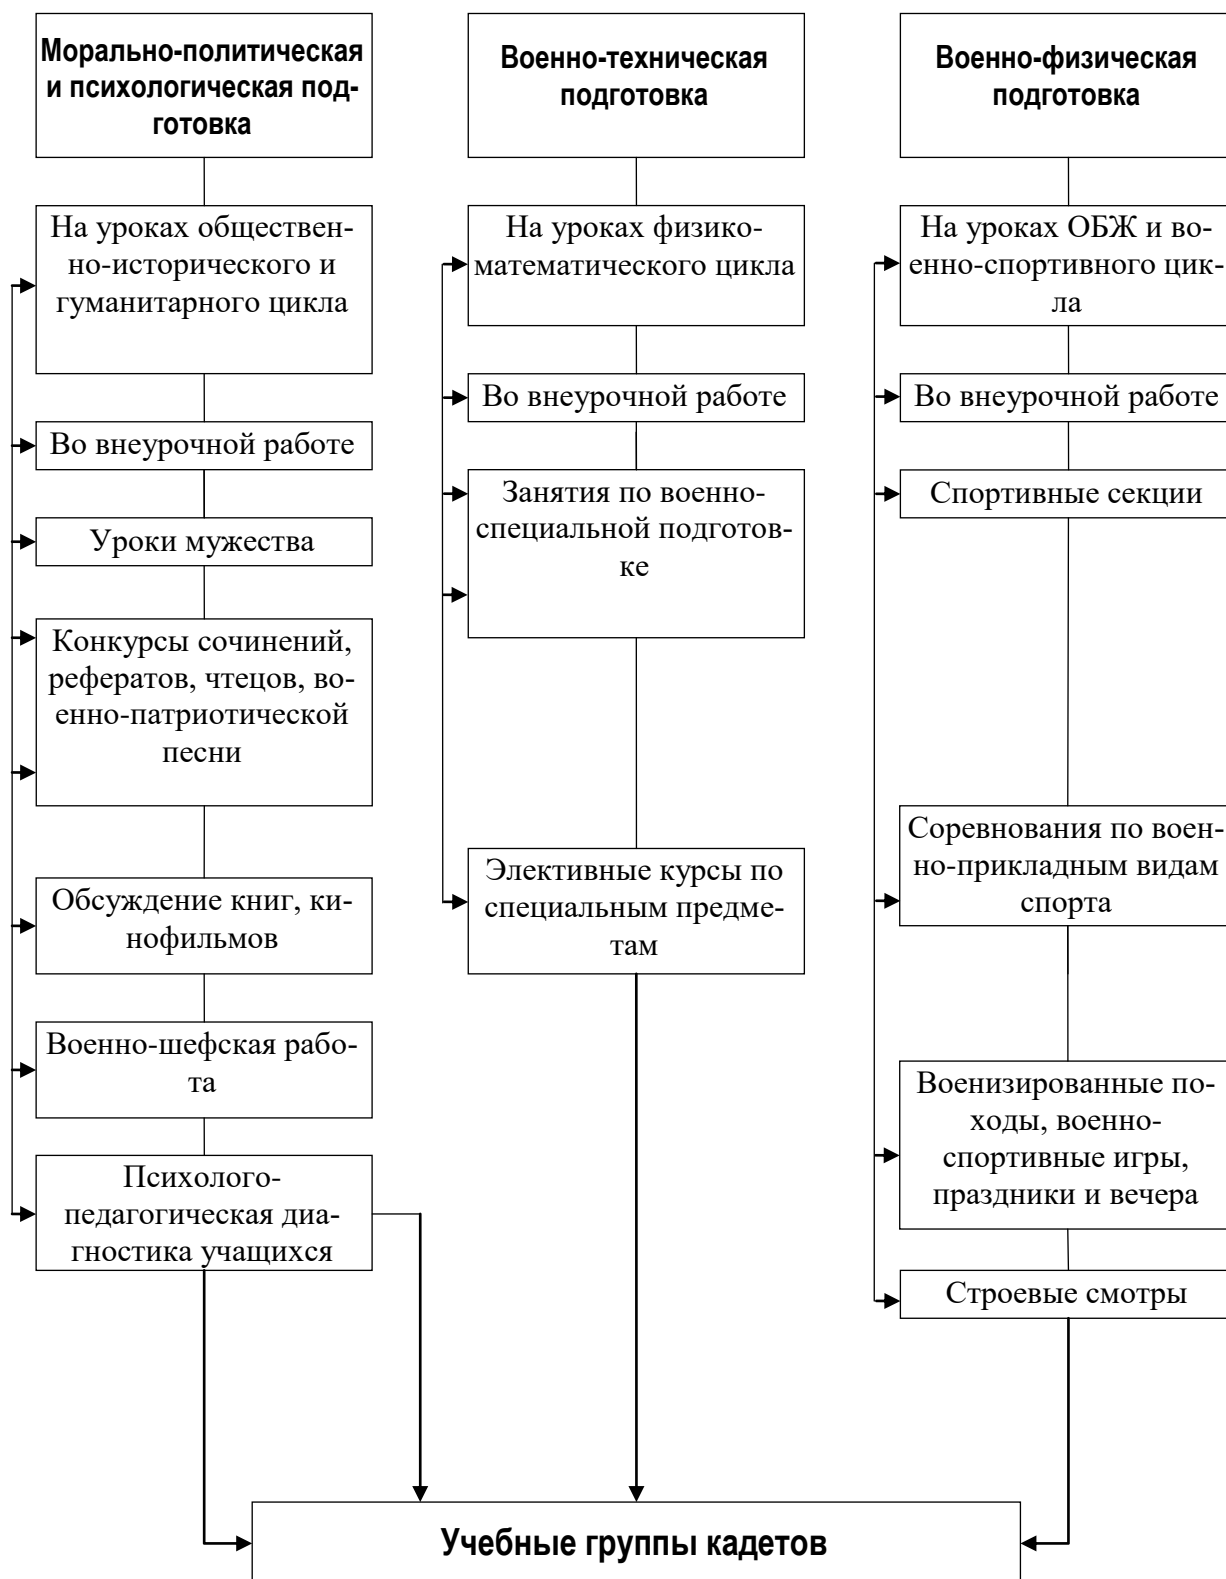 Морально-политическая
и психологическая под-
готовка
На уроках обществен-
но-исторического и
гуманитарного цикла
Во внеурочной работе
Уроки мужества
Конкурсы сочинений,
рефератов, чтецов, во-
енно-патриотической
песни
Обсуждение книг, ки-
нофильмов
Военно-шефская рабо-
та
Психолого-
педагогическая диа-
гностика учащихся
Военно-техническая
подготовка
На уроках физико-
математического цикла
Во внеурочной работе
Занятия по военно-
специальной подготов-
ке
Элективные курсы по
специальным предме-
там
Военно-физическая
подготовка
На уроках ОБЖ и во-
енно-спортивного цик-
ла
Во внеурочной работе
Спортивные секции
Соревнования по воен-
но-прикладным видам
спорта
Военизированные по-
ходы, военно-
спортивные игры,
праздники и вечера
Строевые смотры
Учебные группы кадетов